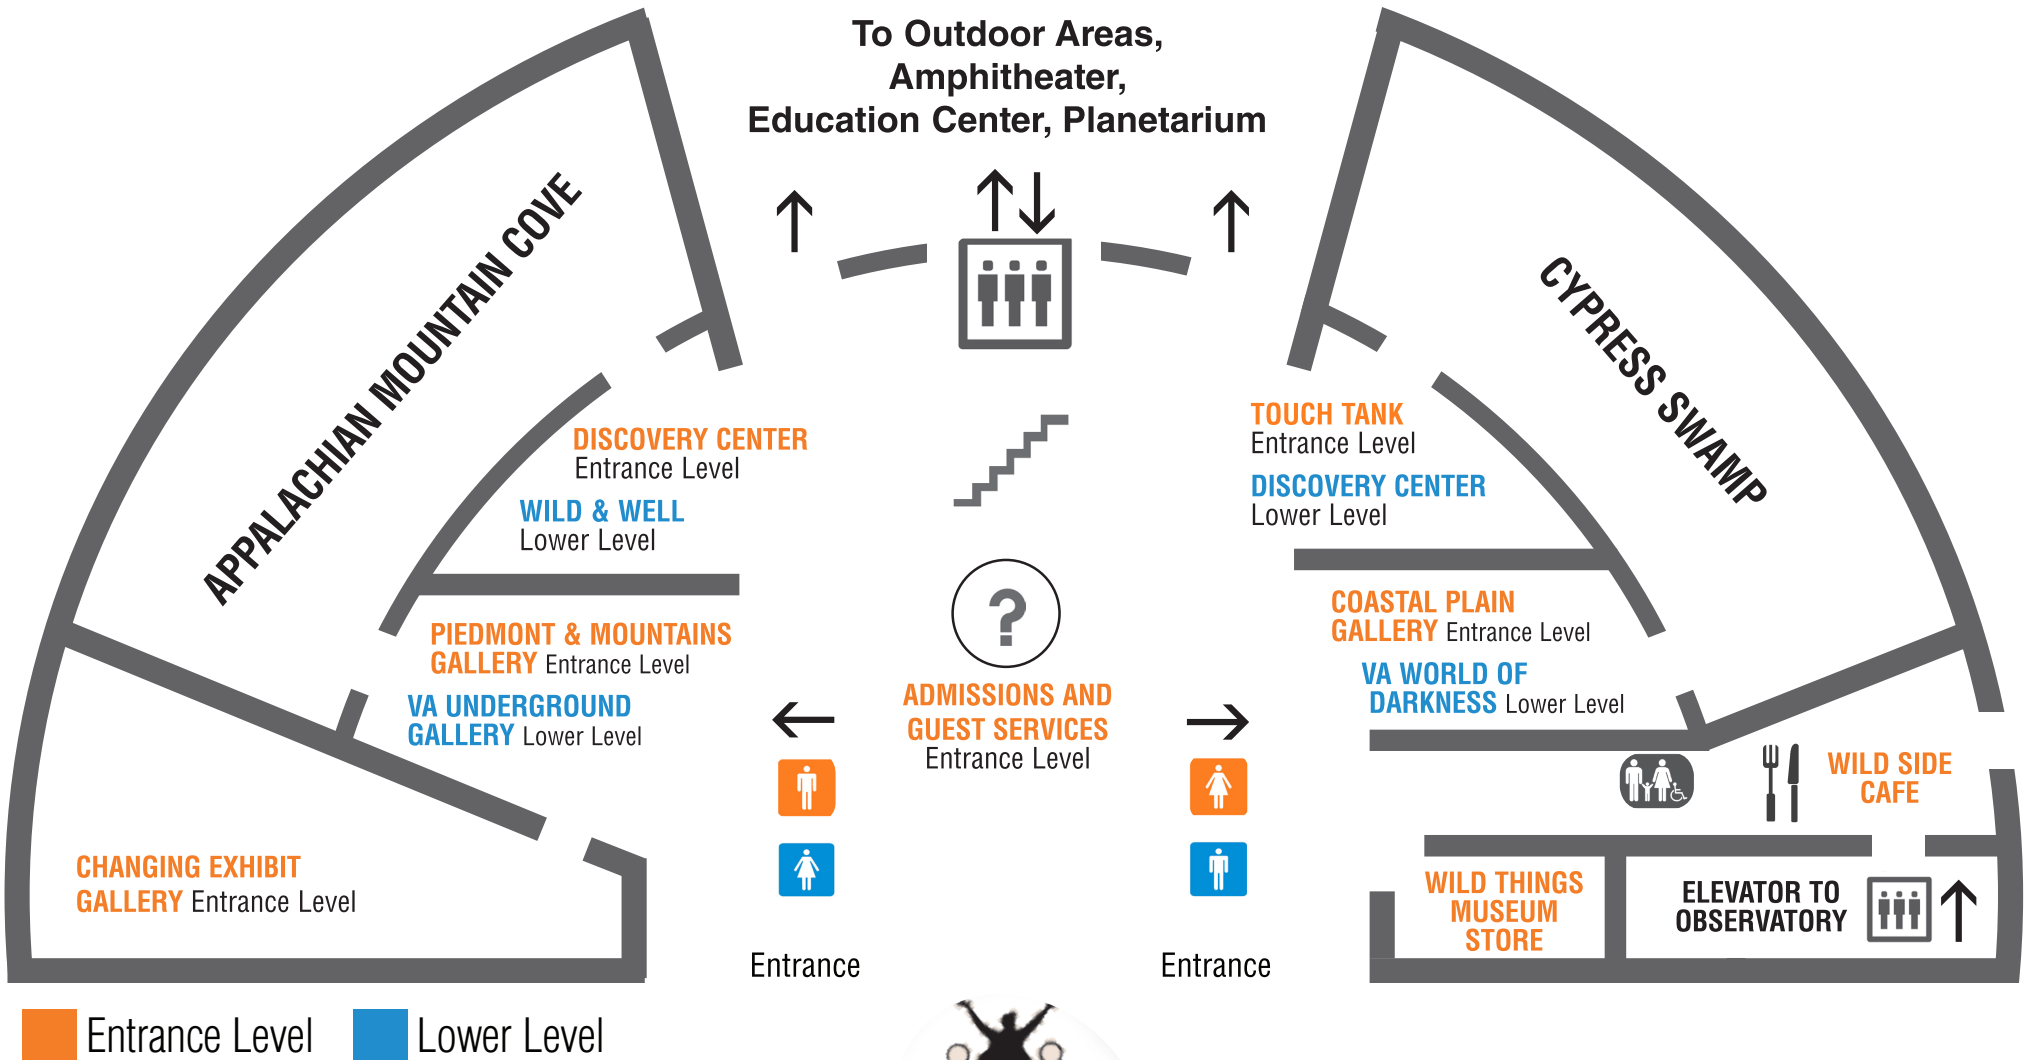 To Outdoor Areas,
Amphitheater,
Education Center, Planetarium
APPALACHIAN MOUNTAIN COVE
CYPRESS SWAMP
DISCOVERY CENTER
Entrance Level
WILD & WELL
Lower Level
TOUCH TANK
Entrance Level
DISCOVERY CENTER
Lower Level
PIEDMONT & MOUNTAINS
GALLERY Entrance Level
VA UNDERGROUND
GALLERY Lower Level
?
ADMISSIONS AND
GUEST SERVICES
Entrance Level
COASTAL PLAIN
GALLERY Entrance Level
VA WORLD OF
DARKNESS Lower Level
WILD SIDE
CAFE
CHANGING EXHIBIT
GALLERY Entrance Level
WILD THINGS
MUSEUM
STORE
ELEVATOR TO
OBSERVATORY
Entrance
Entrance
Entrance Level
Lower Level